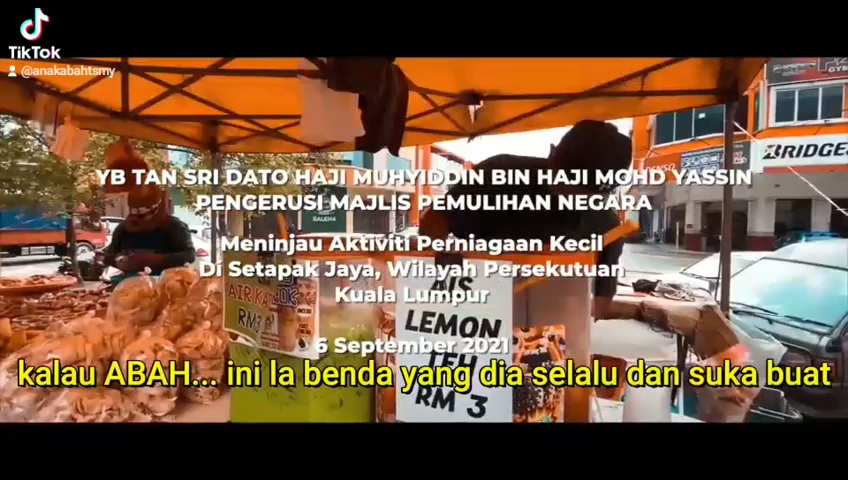 TikTok
@anakabahtsmy
YB TAN SRI DATO HAJI MUHYIDDIN BIN HAJI MOHD YASSIN
PENGERUSI MAJLIS PEMULIHAN NEGARA
Meninjau Aktiviti Perniagaan Kecil
Di Setapak Jaya, Wilayah Persekutuan
Kuala Lumpur
6 September 2021
BRIDGES
AIS
LEMON
TEH
RM 3
RM3
kalau ABAH... ini la benda yang dia selalu dan suka buat